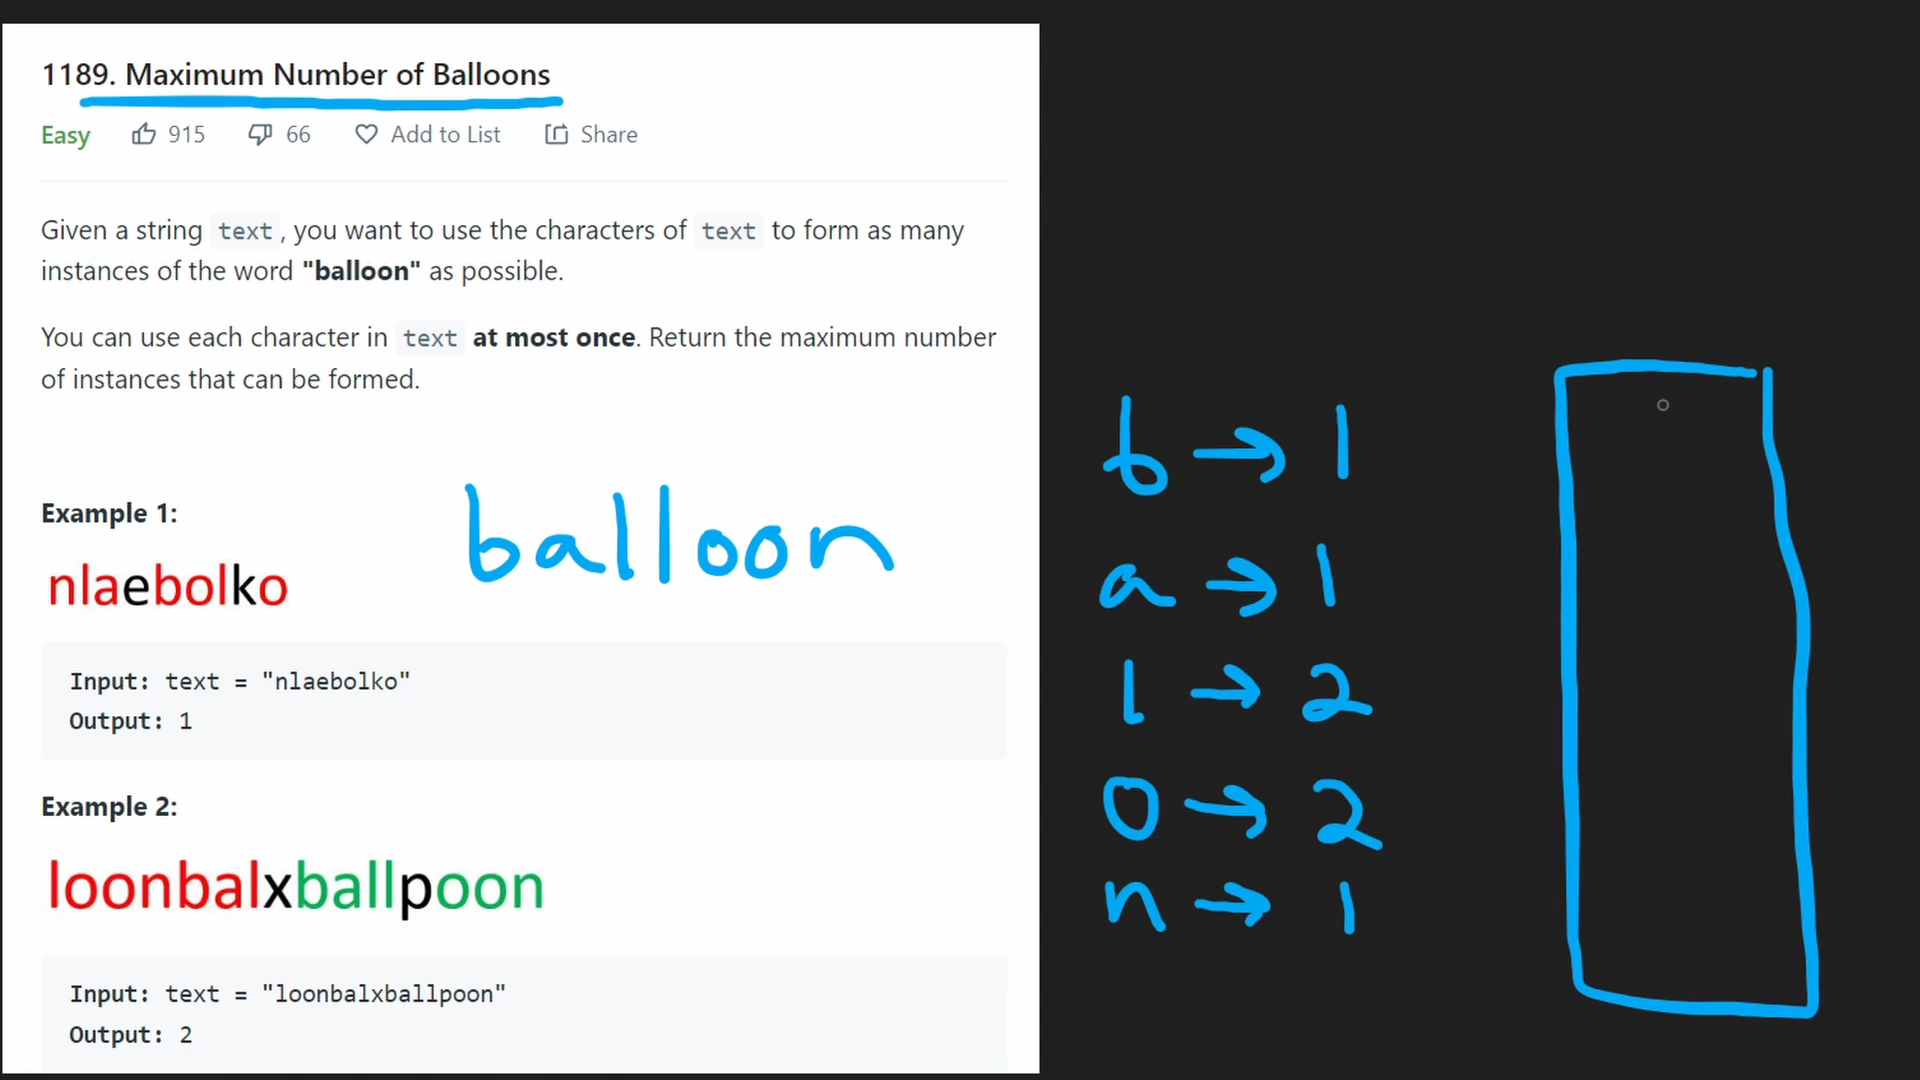 1189. Maximum Number of Balloons
Easy 915 66 Add to List Share
Given a string text, you want to use the characters of text to form as many
instances of the word "balloon" as possible.
You can use each character in text at most once. Return the maximum number
of instances that can be formed.
Example 1:
balloon
nlaebolko
Input: text = "nlaebolko"
Output: 1
Example 2:
loonbalxballpoon
Input: text = "loonbalxballpoon"
Output: 2
b → 1
a → 1
l → 2
o → 2
n → 1